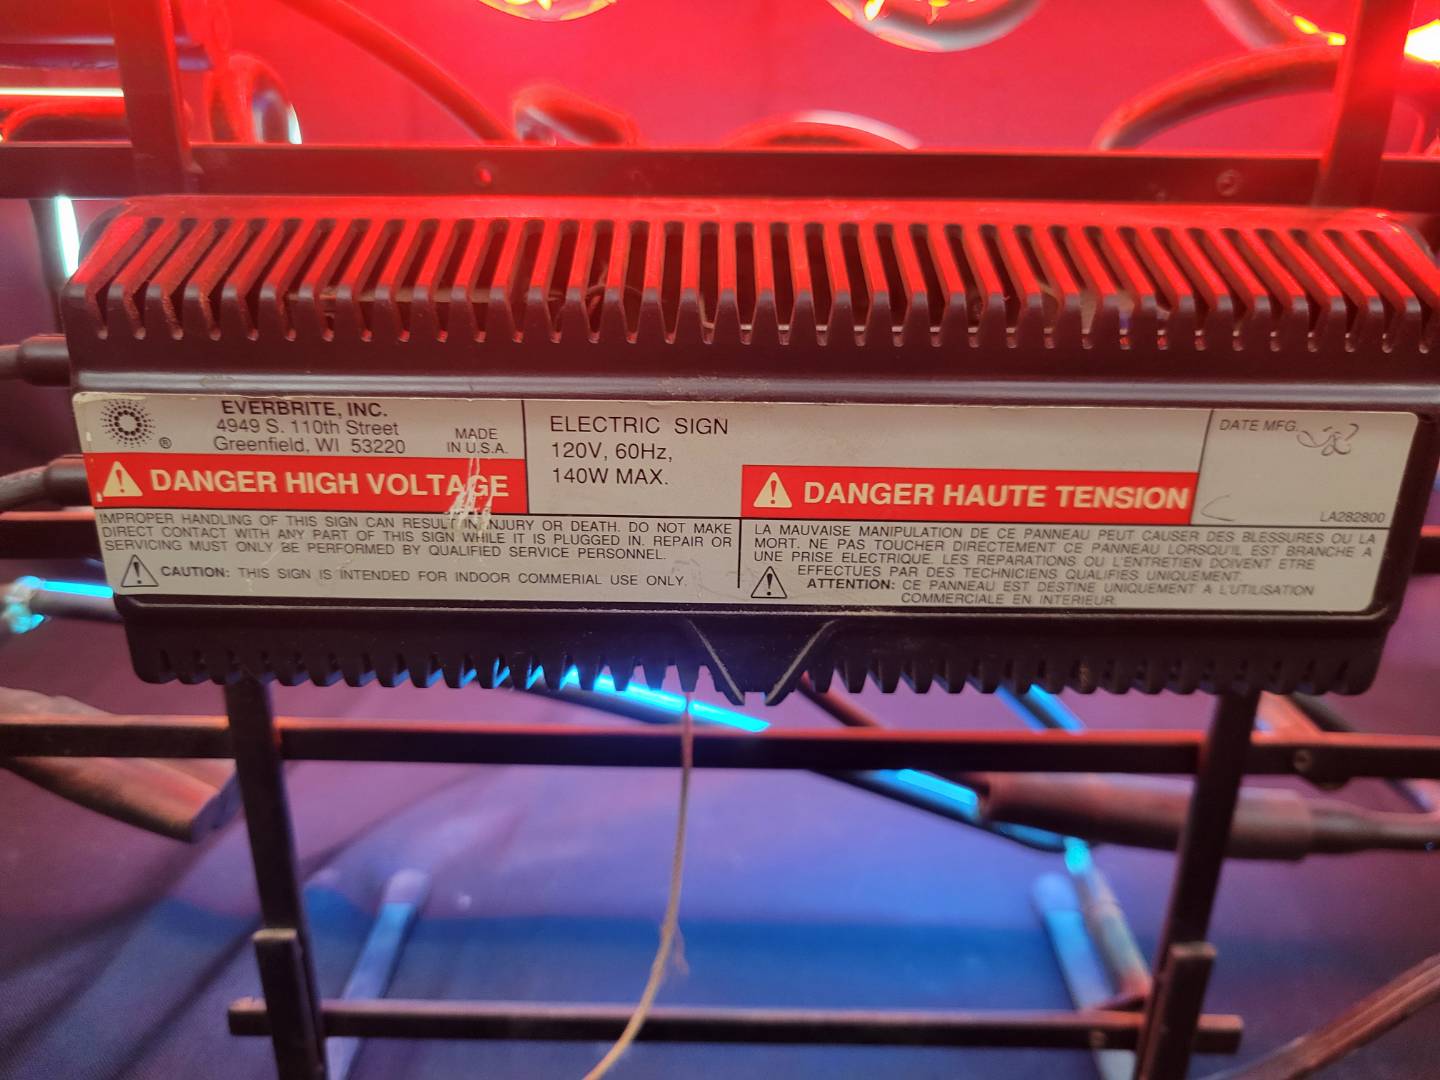 EVERBRITE, INC.
4949 S. 110th Street
Greenfield, WI 53220
®
MADE
IN U.S.A.
DANGER HIGH VOLTAGE
ELECTRIC SIGN
120V, 60Hz,
140W MAX.
DANGER HAUTE TENSION
DATE MFG.
LA282800
IMPROPER HANDLING OF THIS SIGN CAN RESULT IN INJURY OR DEATH. DO NOT MAKE
DIRECT CONTACT WITH ANY PART OF THIS SIGN WHILE IT IS PLUGGED IN. REPAIR OR
SERVICING MUST ONLY BE PERFORMED BY QUALIFIED SERVICE PERSONNEL.
CAUTION: THIS SIGN IS INTENDED FOR INDOOR COMMERIAL USE ONLY.
LA MAUVAISE MANIPULATION DE CE PANNEAU PEUT CAUSER DES BLESSURES OU LA
MORT. NE PAS TOUCHER DIRECTEMENT CE PANNEAU LORSQU'IL EST BRANCHE A
UNE PRISE ELECTRIQUE. LES REPARATIONS OU L'ENTRETIEN DOIVENT ETRE
EFFECTUES PAR DES TECHNICIENS QUALIFIES UNIQUEMENT.
ATTENTION: CE PANNEAU EST DESTINE UNIQUEMENT A L'UTILISATION
COMMERCIALE EN INTERIEUR.